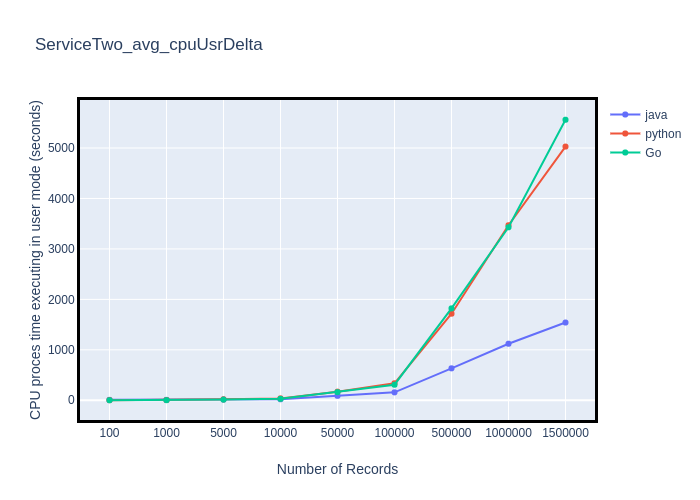 ServiceTwo_avg_cpuUsrDelta
java
python
Go
CPU proces time executing in user mode (seconds)
5000
4000
3000
2000
1000
0
100 1000 5000 10000 50000 100000 500000 1000000 1500000
Number of Records